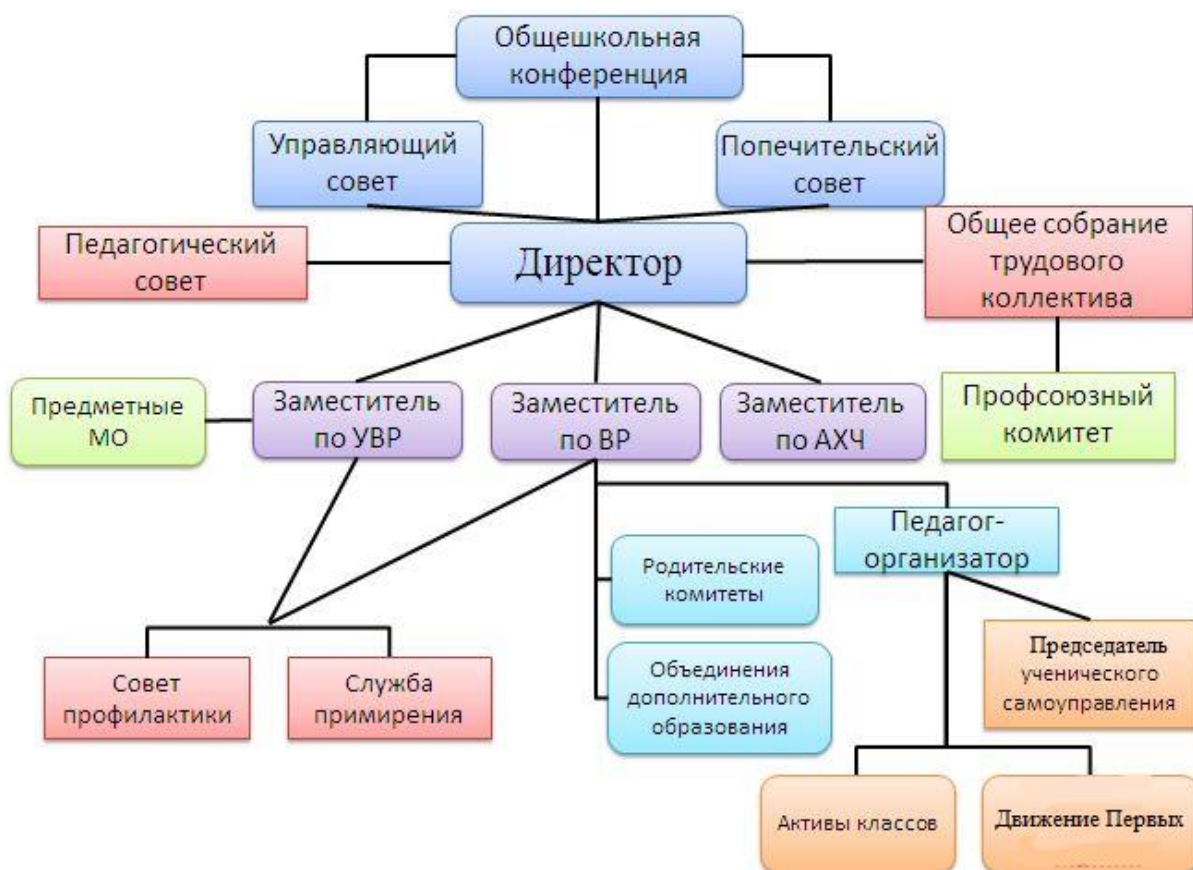 Общешкольная
конференция
Управляющий
совет
Попечительский
совет
Педагогический
совет
Директор
Общее собрание
трудового
коллектива
Предметные
МО
Заместитель
по УВР
Заместитель
по ВР
Заместитель
по АХЧ
Профсоюзный
комитет
Педагог-
организатор
Родительские
комитеты
Совет
профилактики
Служба
примирения
Объединения
дополнительного
образования
Председатель
ученического
самоуправления
Активы классов
Движение Первых